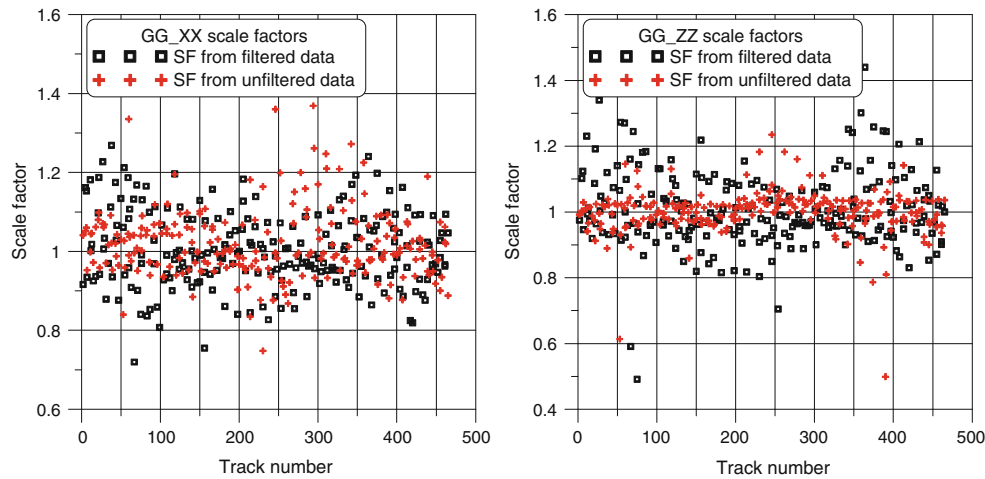 GG_XX scale factors
SF from filtered data
SF from unfiltered data
1.6
1.4
1.2
1
0.8
0.6
Scale factor
0
100
200
300
400
500
Track number
GG_ZZ scale factors
SF from filtered data
SF from unfiltered data
1.6
1.4
1.2
1
0.8
0.6
0.4
Scale factor
0
100
200
300
400
500
Track number